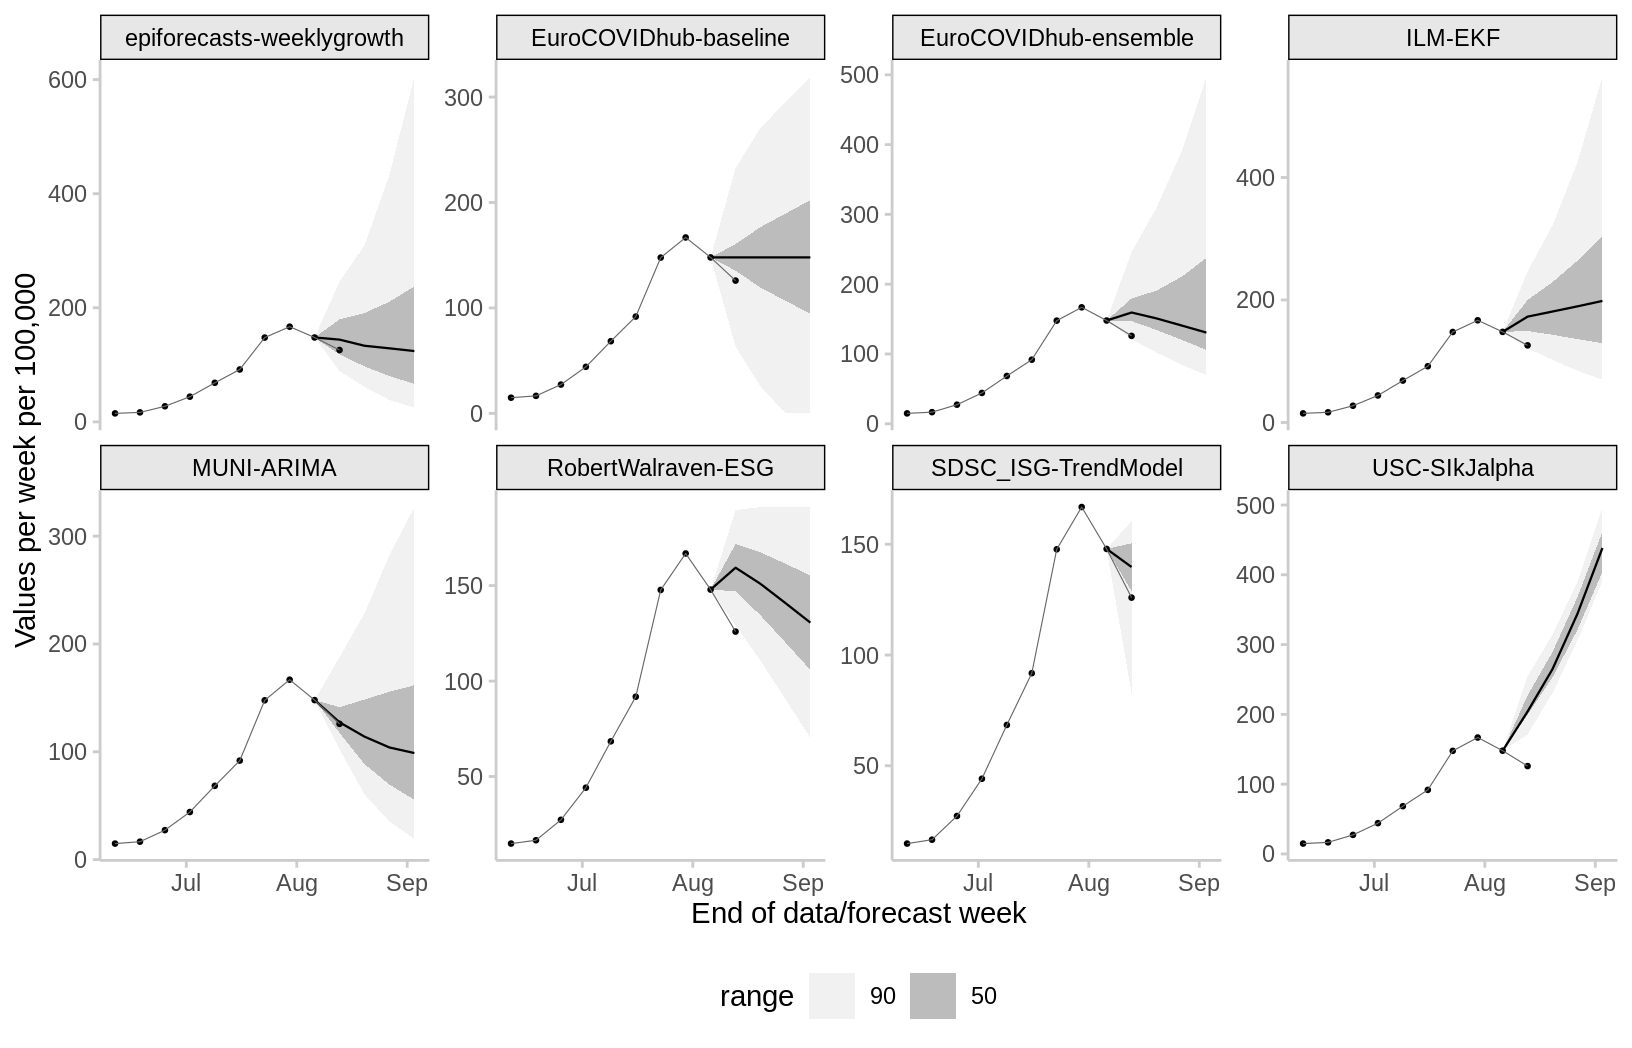 epiforecasts-weeklygrowth
EuroCOVIDhub-baseline
EuroCOVIDhub-ensemble
ILM-EKF
600
400
200
0
300
200
100
0
500
400
300
200
100
0
400
200
0
Values per week per 100,000
MUNI-ARIMA
RobertWalraven-ESG
SDSC_ISG-TrendModel
USC-SIkJalpha
300
200
100
0
150
100
50
150
100
50
500
400
300
200
100
0
Jul Aug Sep
Jul Aug Sep
Jul Aug Sep
Jul Aug Sep
End of data/forecast week
range 90 50